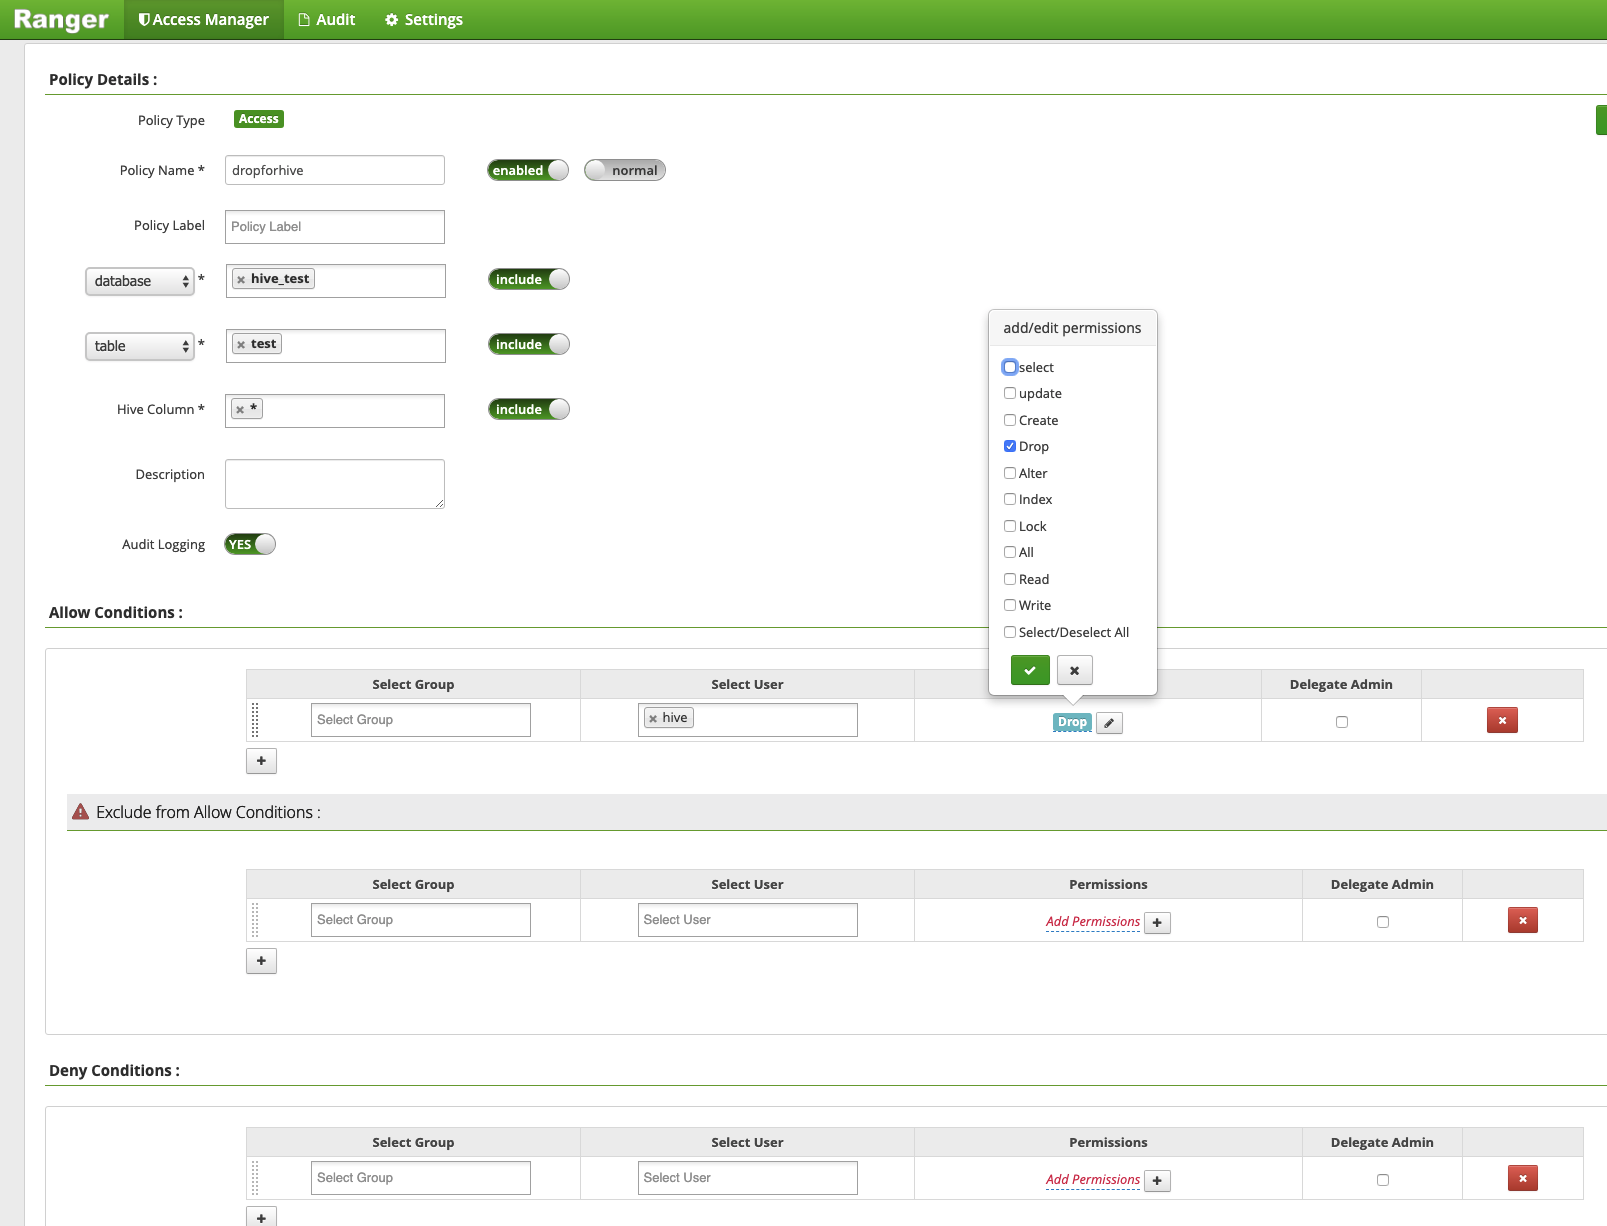 Ranger Access Manager Audit Settings
Policy Details :
Policy Type Access
Policy Name * dropforhive enabled normal
Policy Label Policy Label
database * hive_test include
table * test include
Hive Column * * include
Description
Audit Logging YES
add/edit permissions
select
update
Create
Drop
Alter
Index
Lock
All
Read
Write
Select/Deselect All
Allow Conditions :
Select Group Select User Delegate Admin
Select Group hive Drop
Exclude from Allow Conditions :
Select Group Select User Permissions Delegate Admin
Select Group Select User Add Permissions
Deny Conditions :
Select Group Select User Permissions Delegate Admin
Select Group Select User Add Permissions